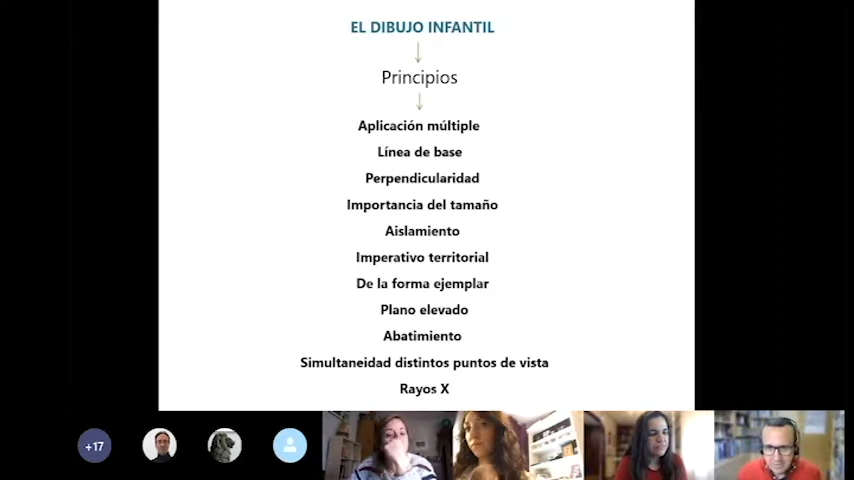 EL DIBUJO INFANTIL
Principios
Aplicación múltiple
Línea de base
Perpendicularidad
Importancia del tamaño
Aislamiento
Imperativo territorial
De la forma ejemplar
Plano elevado
Abatimiento
Simultaneidad distintos puntos de vista
Rayos X
+17